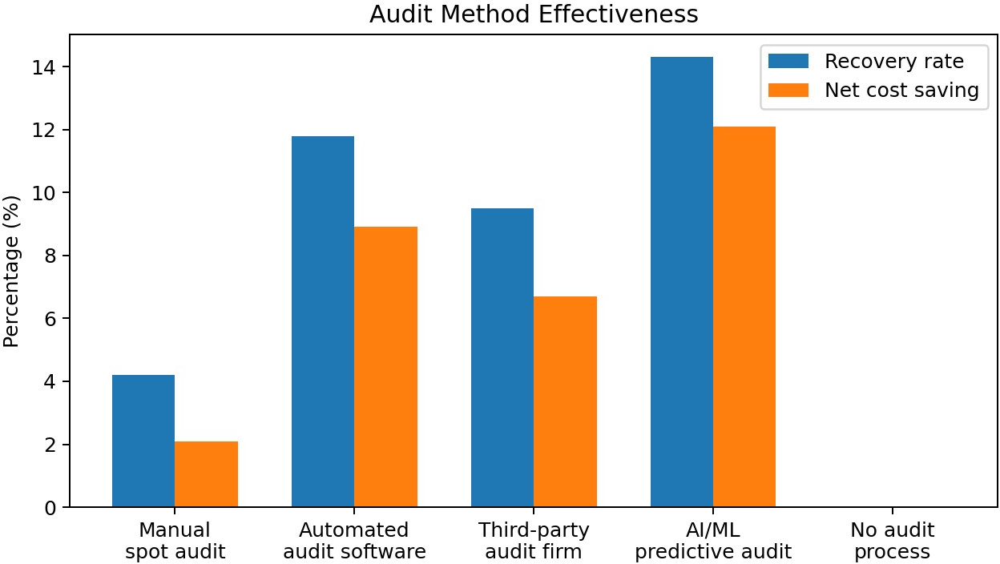 Audit Method Effectiveness
Recovery rate
Net cost saving
Percentage (%)
14
12
10
8
6
4
2
0
Manual
spot audit
Automated
audit software
Third-party
audit firm
AI/ML
predictive audit
No audit
process